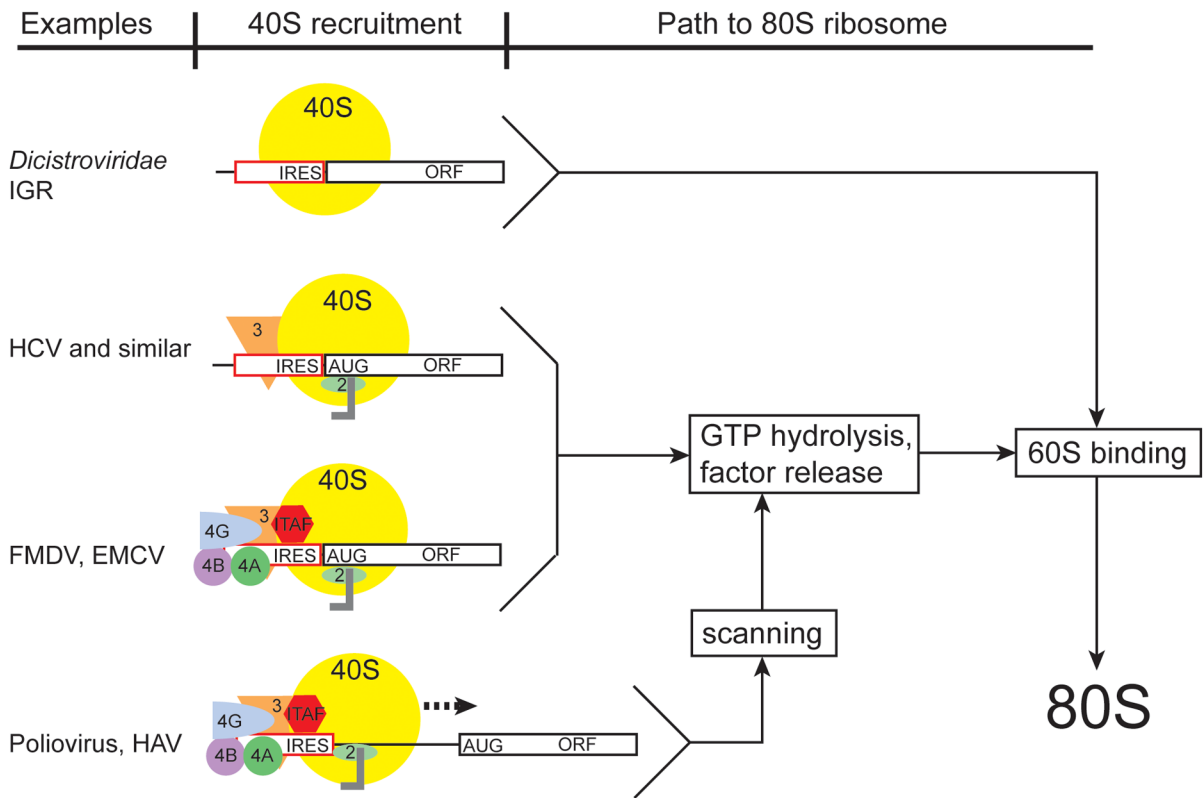 Examples
40S recruitment
Path to 80S ribosome
40S
Dicistroviridae
IGR
IRES
ORF
40S
3
HCV and similar
IRES
AUG
ORF
2
GTP hydrolysis,
factor release
60S binding
40S
3
ITAF
4G
FMDV, EMCV
4B
4A
IRES
AUG
ORF
2
scanning
40S
3
ITAF
4G
Poliovirus, HAV
4B
4A
IRES
2
AUG
ORF
80S